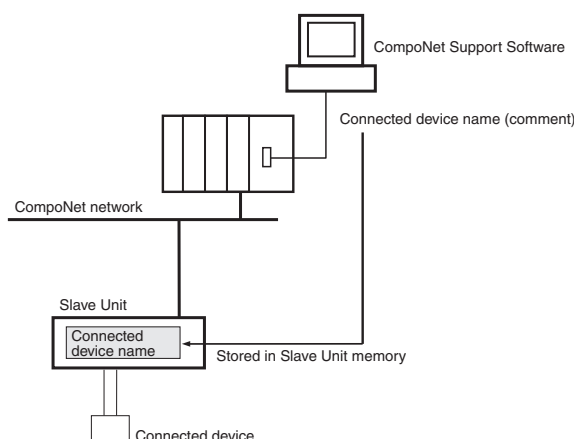 CompoNet Support Software
Connected device name (comment)
CompoNet network
Slave Unit
Connected
device name
Stored in Slave Unit memory
Connected device